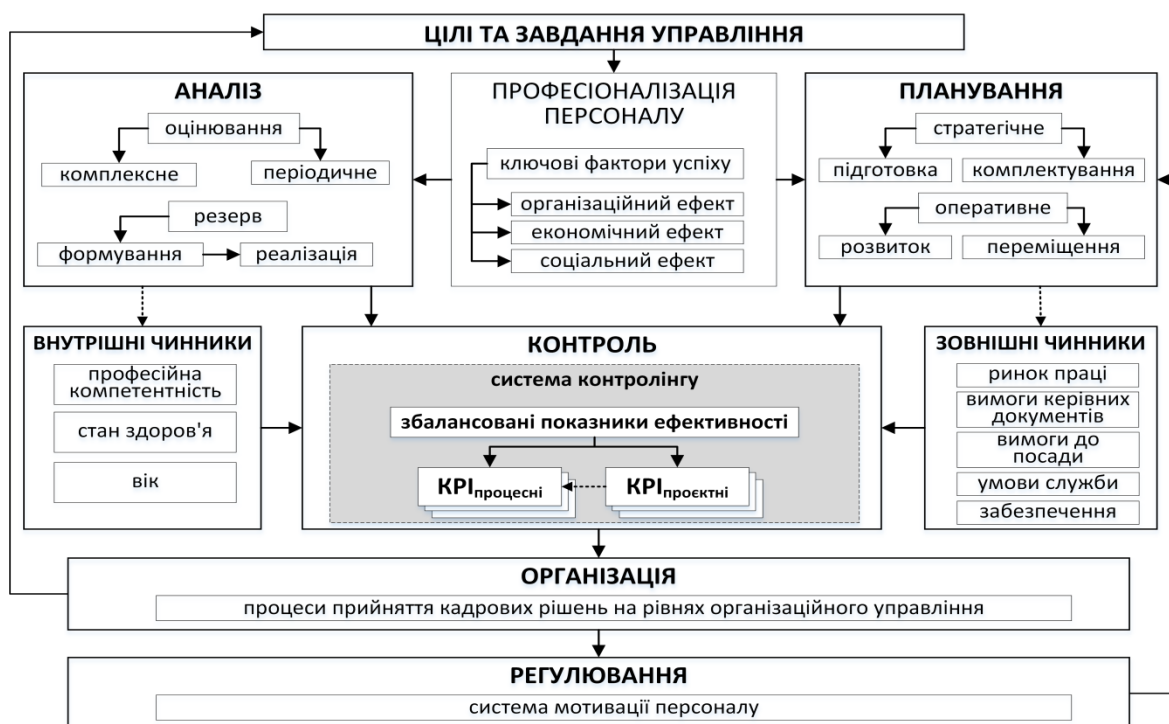 ЦІЛІ ТА ЗАВДАННЯ УПРАВЛІННЯ
АНАЛІЗ
оцінювання
комплексне
періодичне
резерв
формування
реалізація
ПРОФЕСІОНАЛІЗАЦІЯ
ПЕРСОНАЛУ
ключові фактори успіху
організаційний ефект
економічний ефект
соціальний ефект
ПЛАНУВАННЯ
стратегічне
підготовка
комплектування
оперативне
розвиток
переміщення
ВНУТРІШНІ ЧИННИКИ
професійна
компетентність
стан здоров'я
вік
КОНТРОЛЬ
система контролінгу
збалансовані показники ефективності
KPIпроцесні
KPIпроєктні
ЗОВНІШНІ ЧИННИКИ
ринок праці
вимоги керівних
документів
вимоги до
посади
умови служби
забезпечення
ОРГАНІЗАЦІЯ
процеси прийняття кадрових рішень на рівнях організаційного управління
РЕГУЛЮВАННЯ
система мотивації персоналу